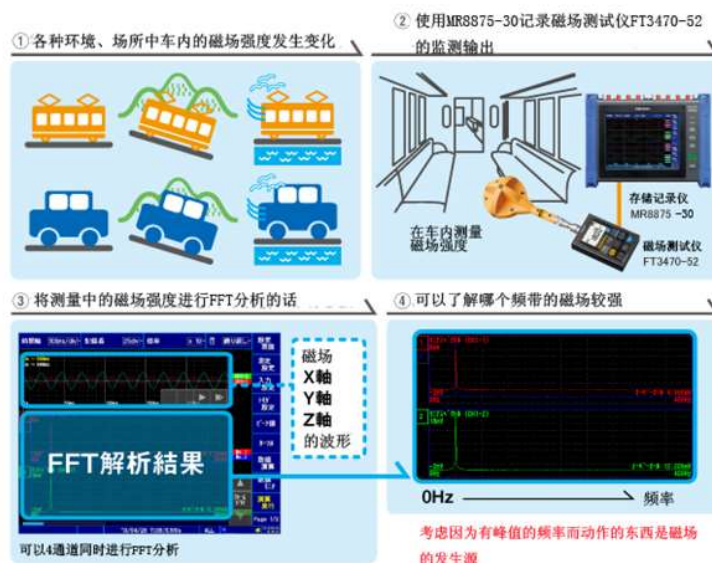 ① 各种环境、场所中车内的磁场强度发生变化
② 使用MR8875-30记录磁场测试仪FT3470-52
的监测输出
存储记录仪
MR8875 -30
在车内测量
磁场强度
磁场测试仪
FT3470-52
③ 将测量中的磁场强度进行FFT分析的话
磁场
X軸
Y軸
Z軸
的波形
FFT解析結果
可以4通道同时进行FFT分析
④ 可以了解哪个频带的磁场较强
0Hz
频率
考虑因为有峰值的频率而动作的东西是磁场
的发生源